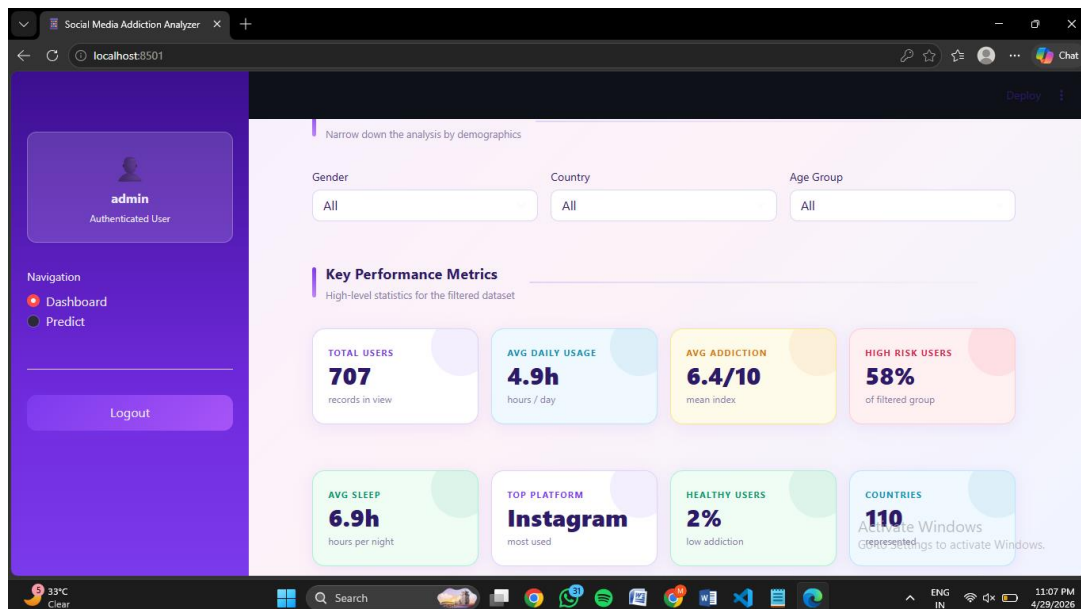 Social Media Addiction Analyzer
localhost:8501
Chat
Deploy
admin
Authenticated User
Navigation
Dashboard
Predict
Logout
Narrow down the analysis by demographics
Gender
Country
Age Group
All
All
All
Key Performance Metrics
High-level statistics for the filtered dataset
TOTAL USERS
707
records in view
AVG DAILY USAGE
4.9h
hours / day
AVG ADDICTION
6.4/10
mean index
HIGH RISK USERS
58%
of filtered group
AVG SLEEP
6.9h
hours per night
TOP PLATFORM
Instagram
most used
HEALTHY USERS
2%
low addiction
COUNTRIES
110
represented
Activate Windows
Go to Settings to activate Windows.
5
33°C
Clear
Search
31
ENG
IN
11:07 PM
4/29/2026